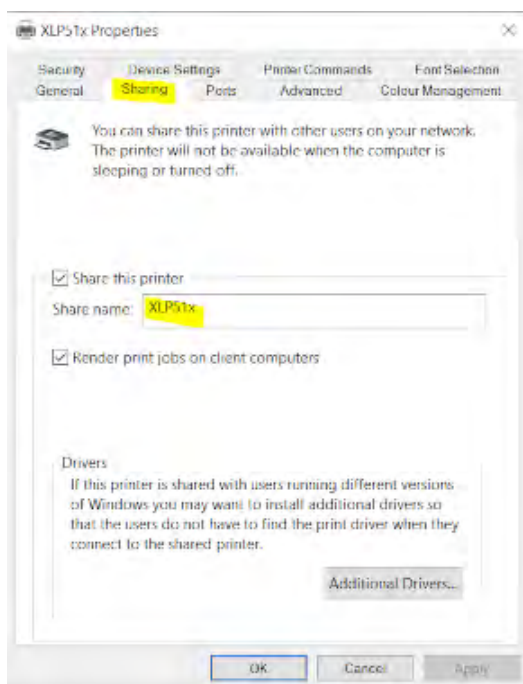 XLP51x Properties
Security Device Settings Printer Commands Font Selection
General Sharing Ports Advanced Colour Management
You can share this printer with other users on your network.
The printer will not be available when the computer is
sleeping or turned off.
Share this printer
Share name: XLP51x
Render print jobs on client computers
Drivers
If this printer is shared with users running different versions
of Windows you may want to install additional drivers so
that the users do not have to find the print driver when they
connect to the shared printer.
Additional Drivers...
OK Cancel Apply